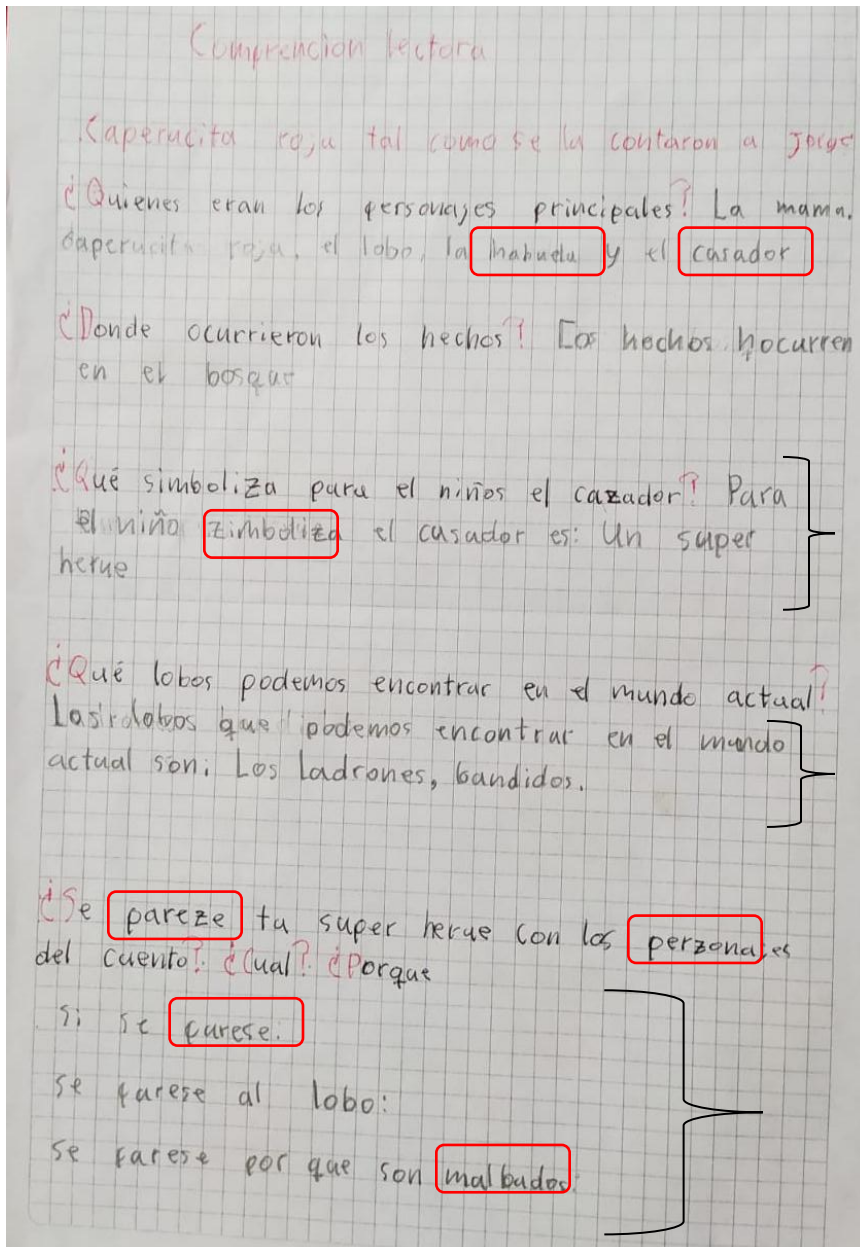 Comprencion lectora
Caperucita roja tal como se la contaron a Jorge
¿Quienes eran los personajes principales? La mama,
caperucita roja, el lobo, la habuela y el casador
¿Donde ocurrieron los hechos? Los hechos hocurren
en el bosque
¿Qué simboliza para el niños el cazador? Para
el niño zimboliza el casador es: Un super
herue
¿Qué lobos podemos encontrar en el mundo actual?
Los lobos que podemos encontrar en el mundo
actual son: Los ladrones, bandidos.
¿Se pareze tu super herue con los perzonajes
del cuento? ¿Cual? ¿Porque
si se parese.
se parese al lobo:
se parese por que son malbados.